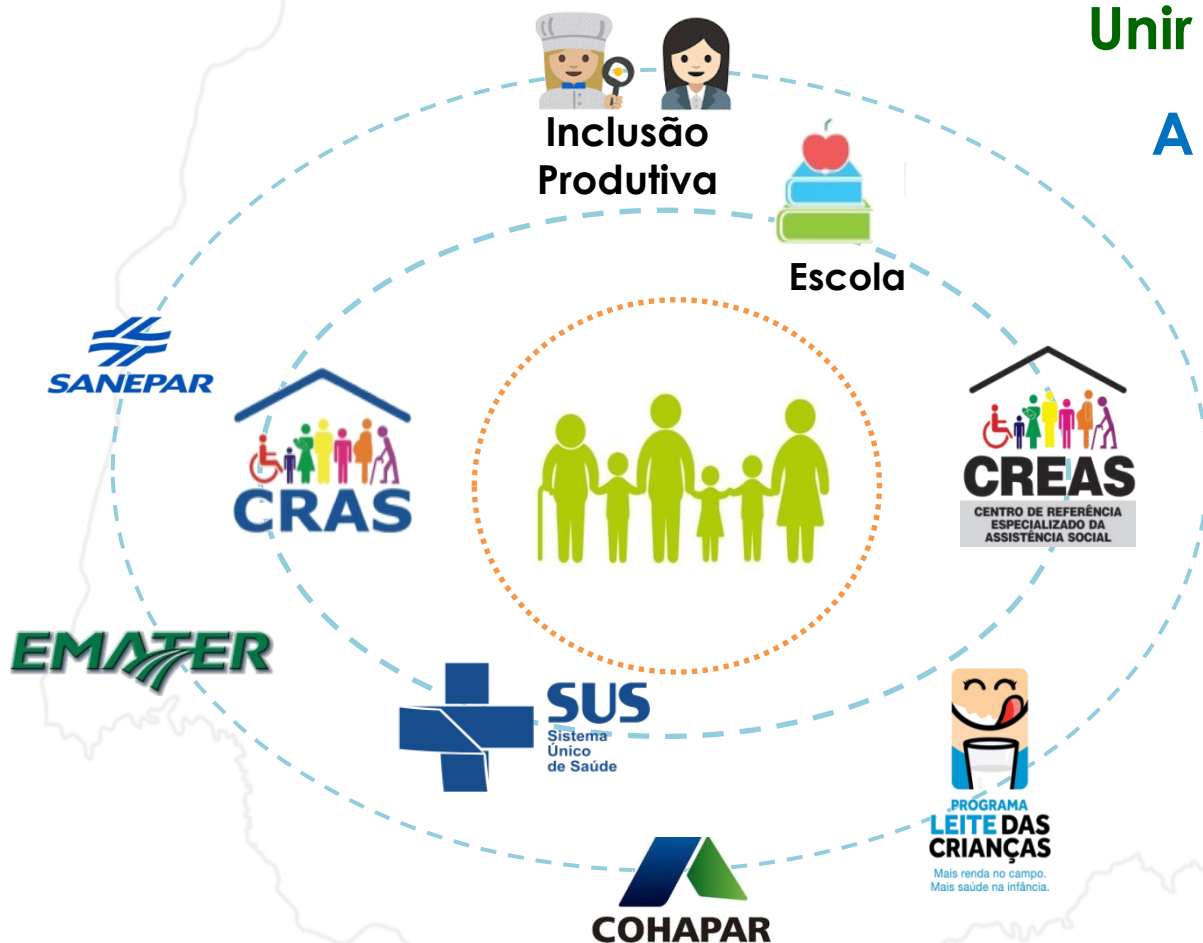 Unir
A
Inclusão
Produtiva
Escola
SANEPAR
CRAS
CREAS
CENTRO DE REFERÊNCIA
ESPECIALIZADO DA
ASSISTÊNCIA SOCIAL
EMATER
SUS
Sistema
Único
de Saúde
PROGRAMA
LEITE DAS
CRIANÇAS
Mais renda no campo.
Mais saúde na infância.
COHAPAR